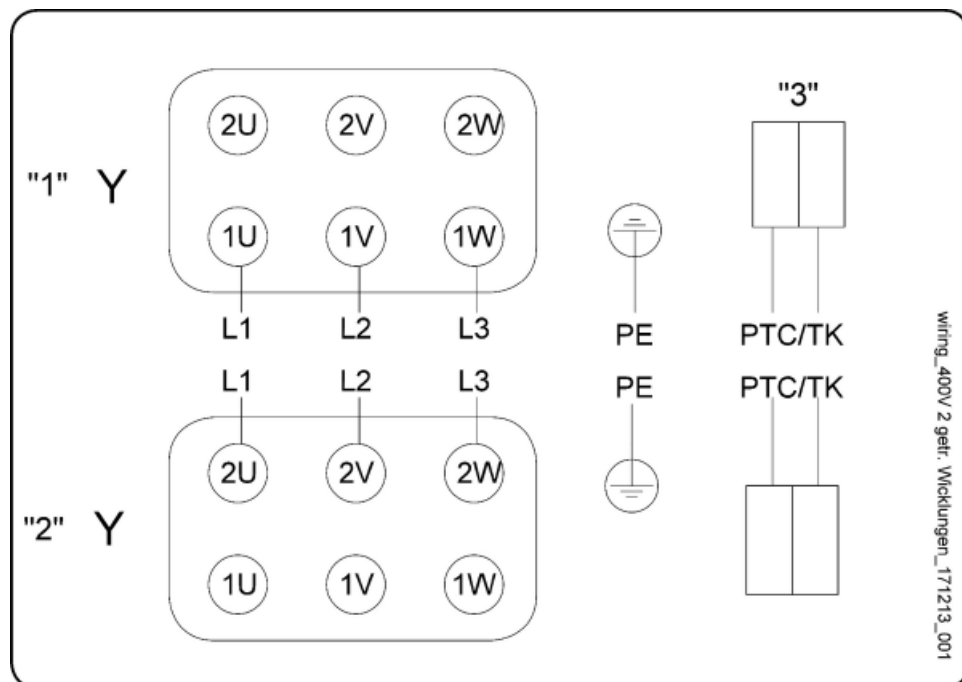 "3"
2U 2V 2W
"1" Y
1U 1V 1W
L1 L2 L3 PE PTC/TK
L1 L2 L3 PE PTC/TK
2U 2V 2W
"2" Y
1U 1V 1W
wiring_400V 2 getr. Wicklungen_171213_001